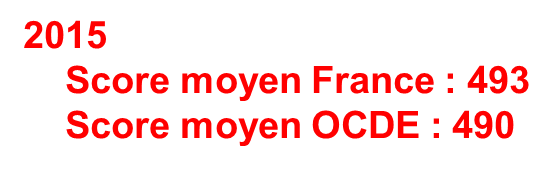 2015
Score moyen France : 493
Score moyen OCDE : 490